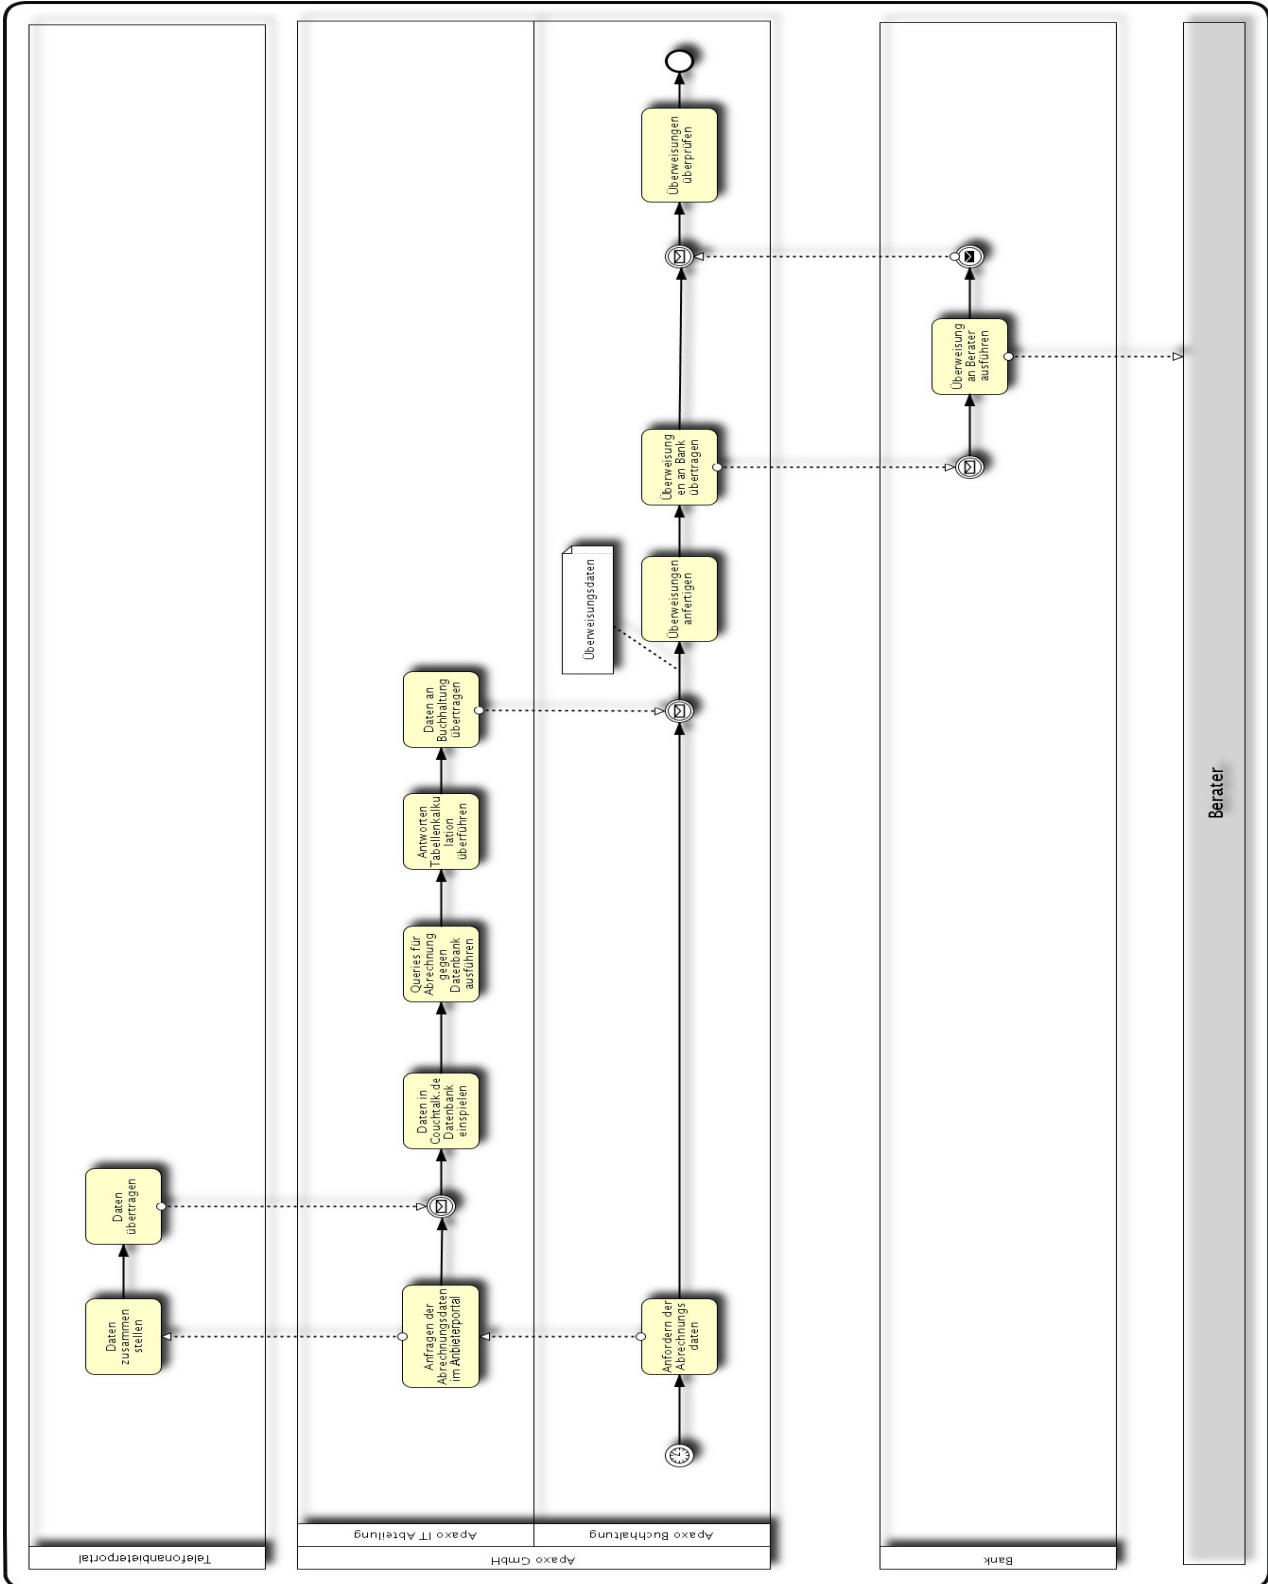 Telefonanbieterportal
Daten
zusammen
stellen
Daten
übertragen
Apaxo GmbH
Apaxo IT Abteilung
Anfragen der
Abrechnungsdaten
im Anbieterportal
Daten in
Couchtalk.de
Datenbank
einspielen
Queries für
Abrechnung
gegen
Datenbank
ausführen
Antworten
Tabellenkalku
lation
überführen
Daten an
Buchhaltung
übertragen
Apaxo Buchhaltung
Anfordern der
Abrechnungs
daten
Überweisungsdaten
Überweisungen
anfertigen
Überweisung
en an Bank
übertragen
Überweisungen
überprüfen
Bank
Überweisung
an Berater
ausführen
Berater